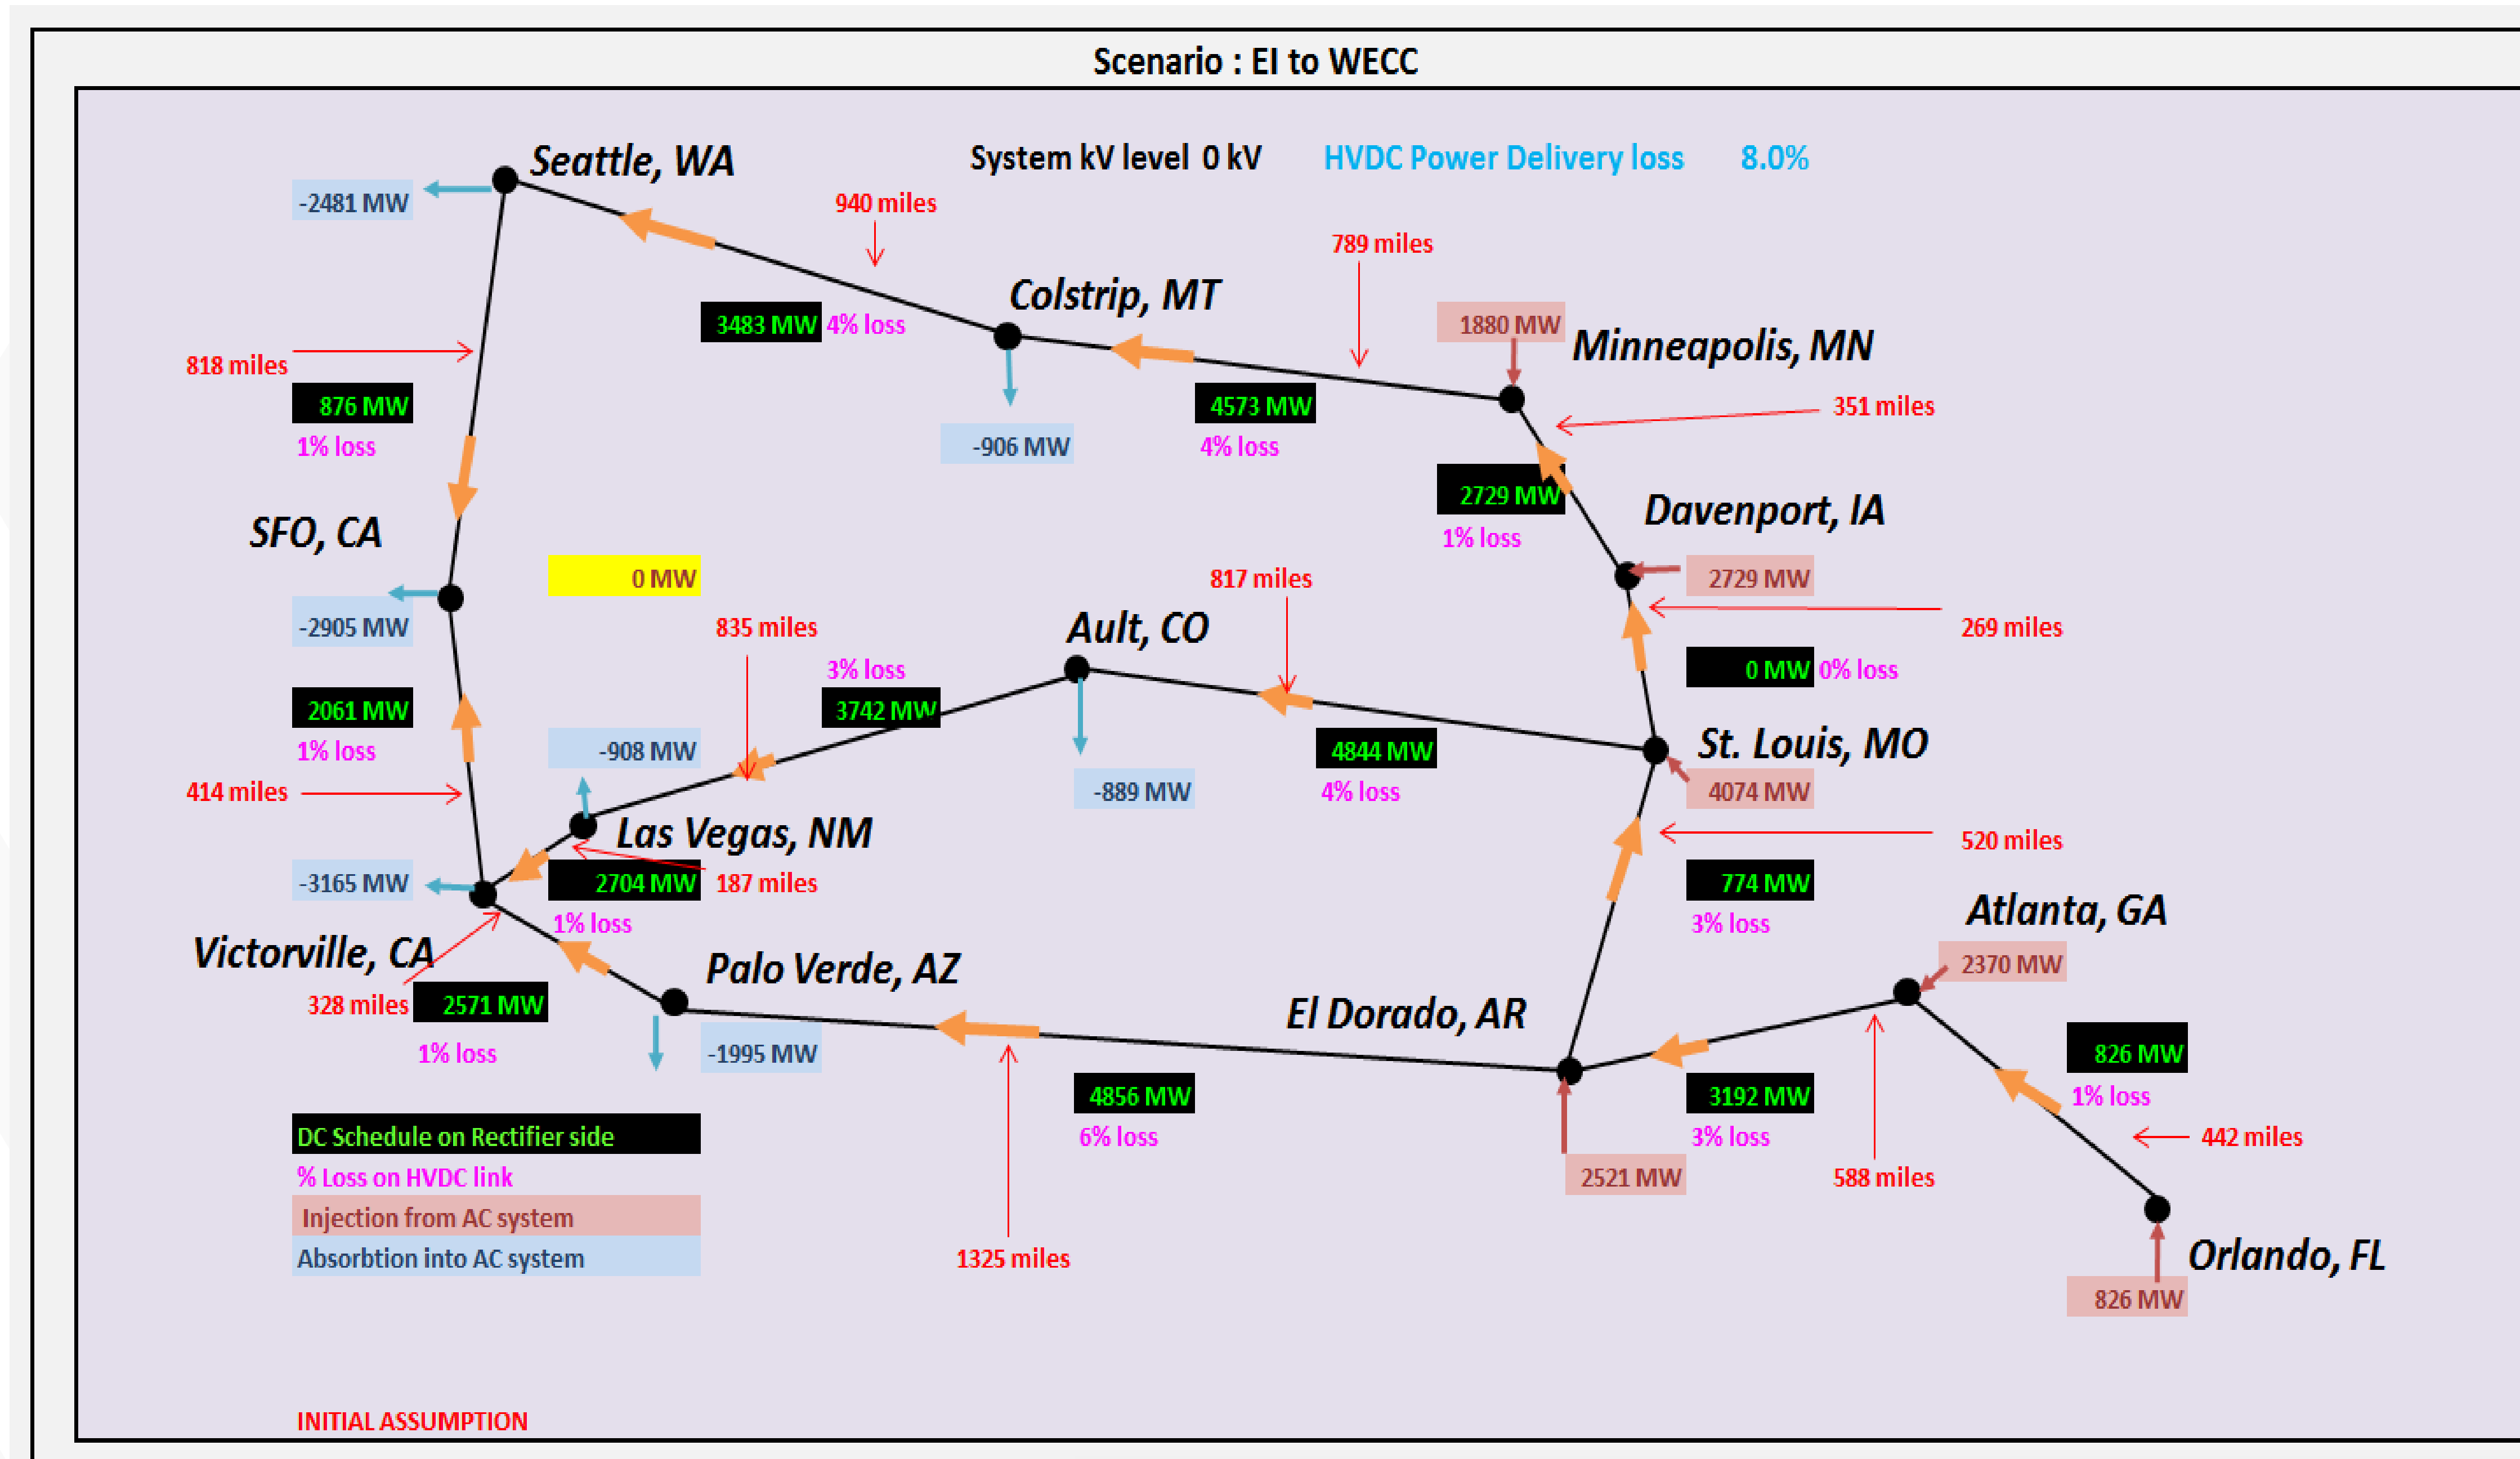 Scenario : EI to WECC
System kV level 0 kV
HVDC Power Delivery loss 8.0%
Seattle, WA
-2481 MW
940 miles
789 miles
Colstrip, MT
3483 MW 4% loss
1880 MW
Minneapolis, MN
818 miles
876 MW
1% loss
4573 MW
4% loss
-906 MW
351 miles
2729 MW
1% loss
Davenport, IA
SFO, CA
0 MW
817 miles
2729 MW
-2905 MW
835 miles
Ault, CO
269 miles
3% loss
3742 MW
0 MW 0% loss
2061 MW
1% loss
-908 MW
4844 MW
4% loss
St. Louis, MO
414 miles
-889 MW
4074 MW
Las Vegas, NM
520 miles
-3165 MW
2704 MW
187 miles
1% loss
774 MW
3% loss
Atlanta, GA
Victorville, CA
Palo Verde, AZ
2370 MW
328 miles
2571 MW
1% loss
El Dorado, AR
-1995 MW
826 MW
1% loss
4856 MW
6% loss
3192 MW
3% loss
442 miles
DC Schedule on Rectifier side
% Loss on HVDC link
Injection from AC system
Absorbtion into AC system
2521 MW
588 miles
1325 miles
Orlando, FL
826 MW
INITIAL ASSUMPTION